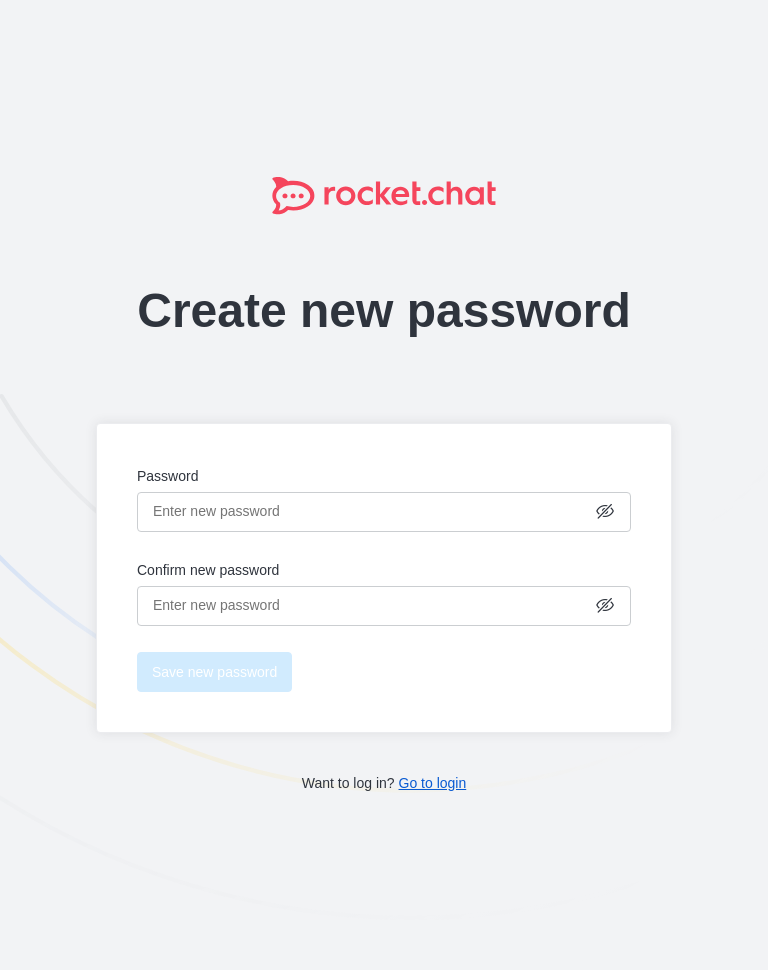 rocket.chat
Create new password
Password
Enter new password
Confirm new password
Enter new password
Save new password
Want to log in? Go to login